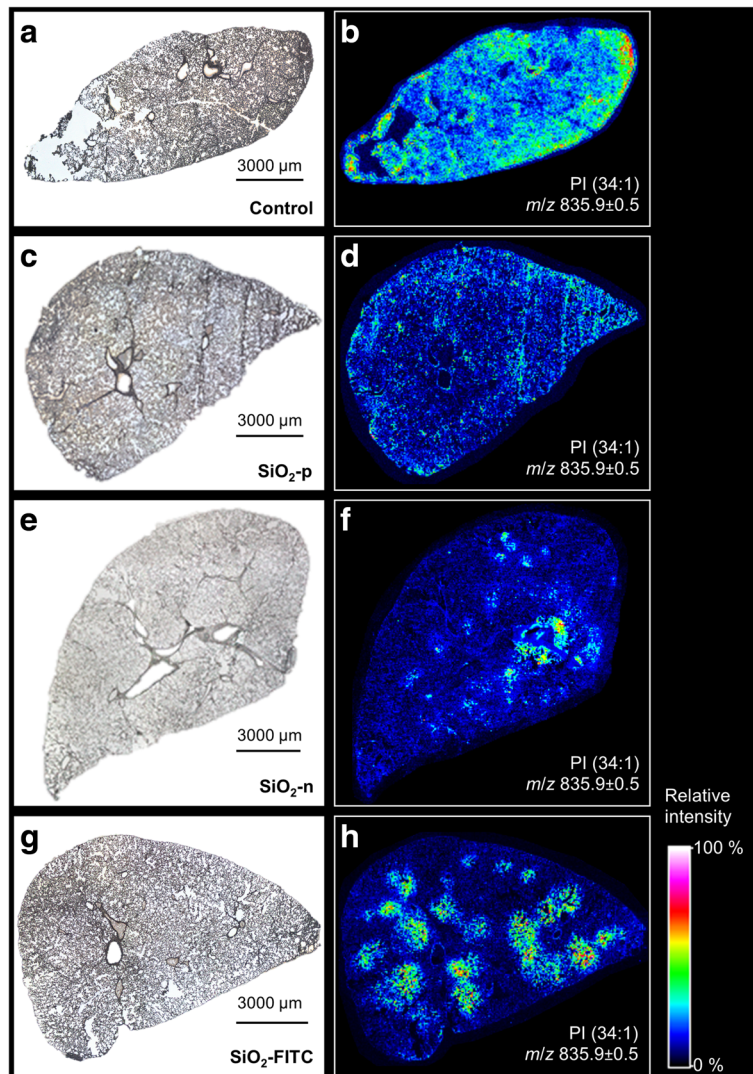 a
3000 µm
Control
b
PI (34:1)
m/z 835.9±0.5
c
3000 µm
SiO₂-p
d
PI (34:1)
m/z 835.9±0.5
e
3000 µm
SiO₂-n
f
PI (34:1)
m/z 835.9±0.5
g
3000 µm
SiO₂-FITC
h
PI (34:1)
m/z 835.9±0.5
Relative
intensity
100 %
0 %